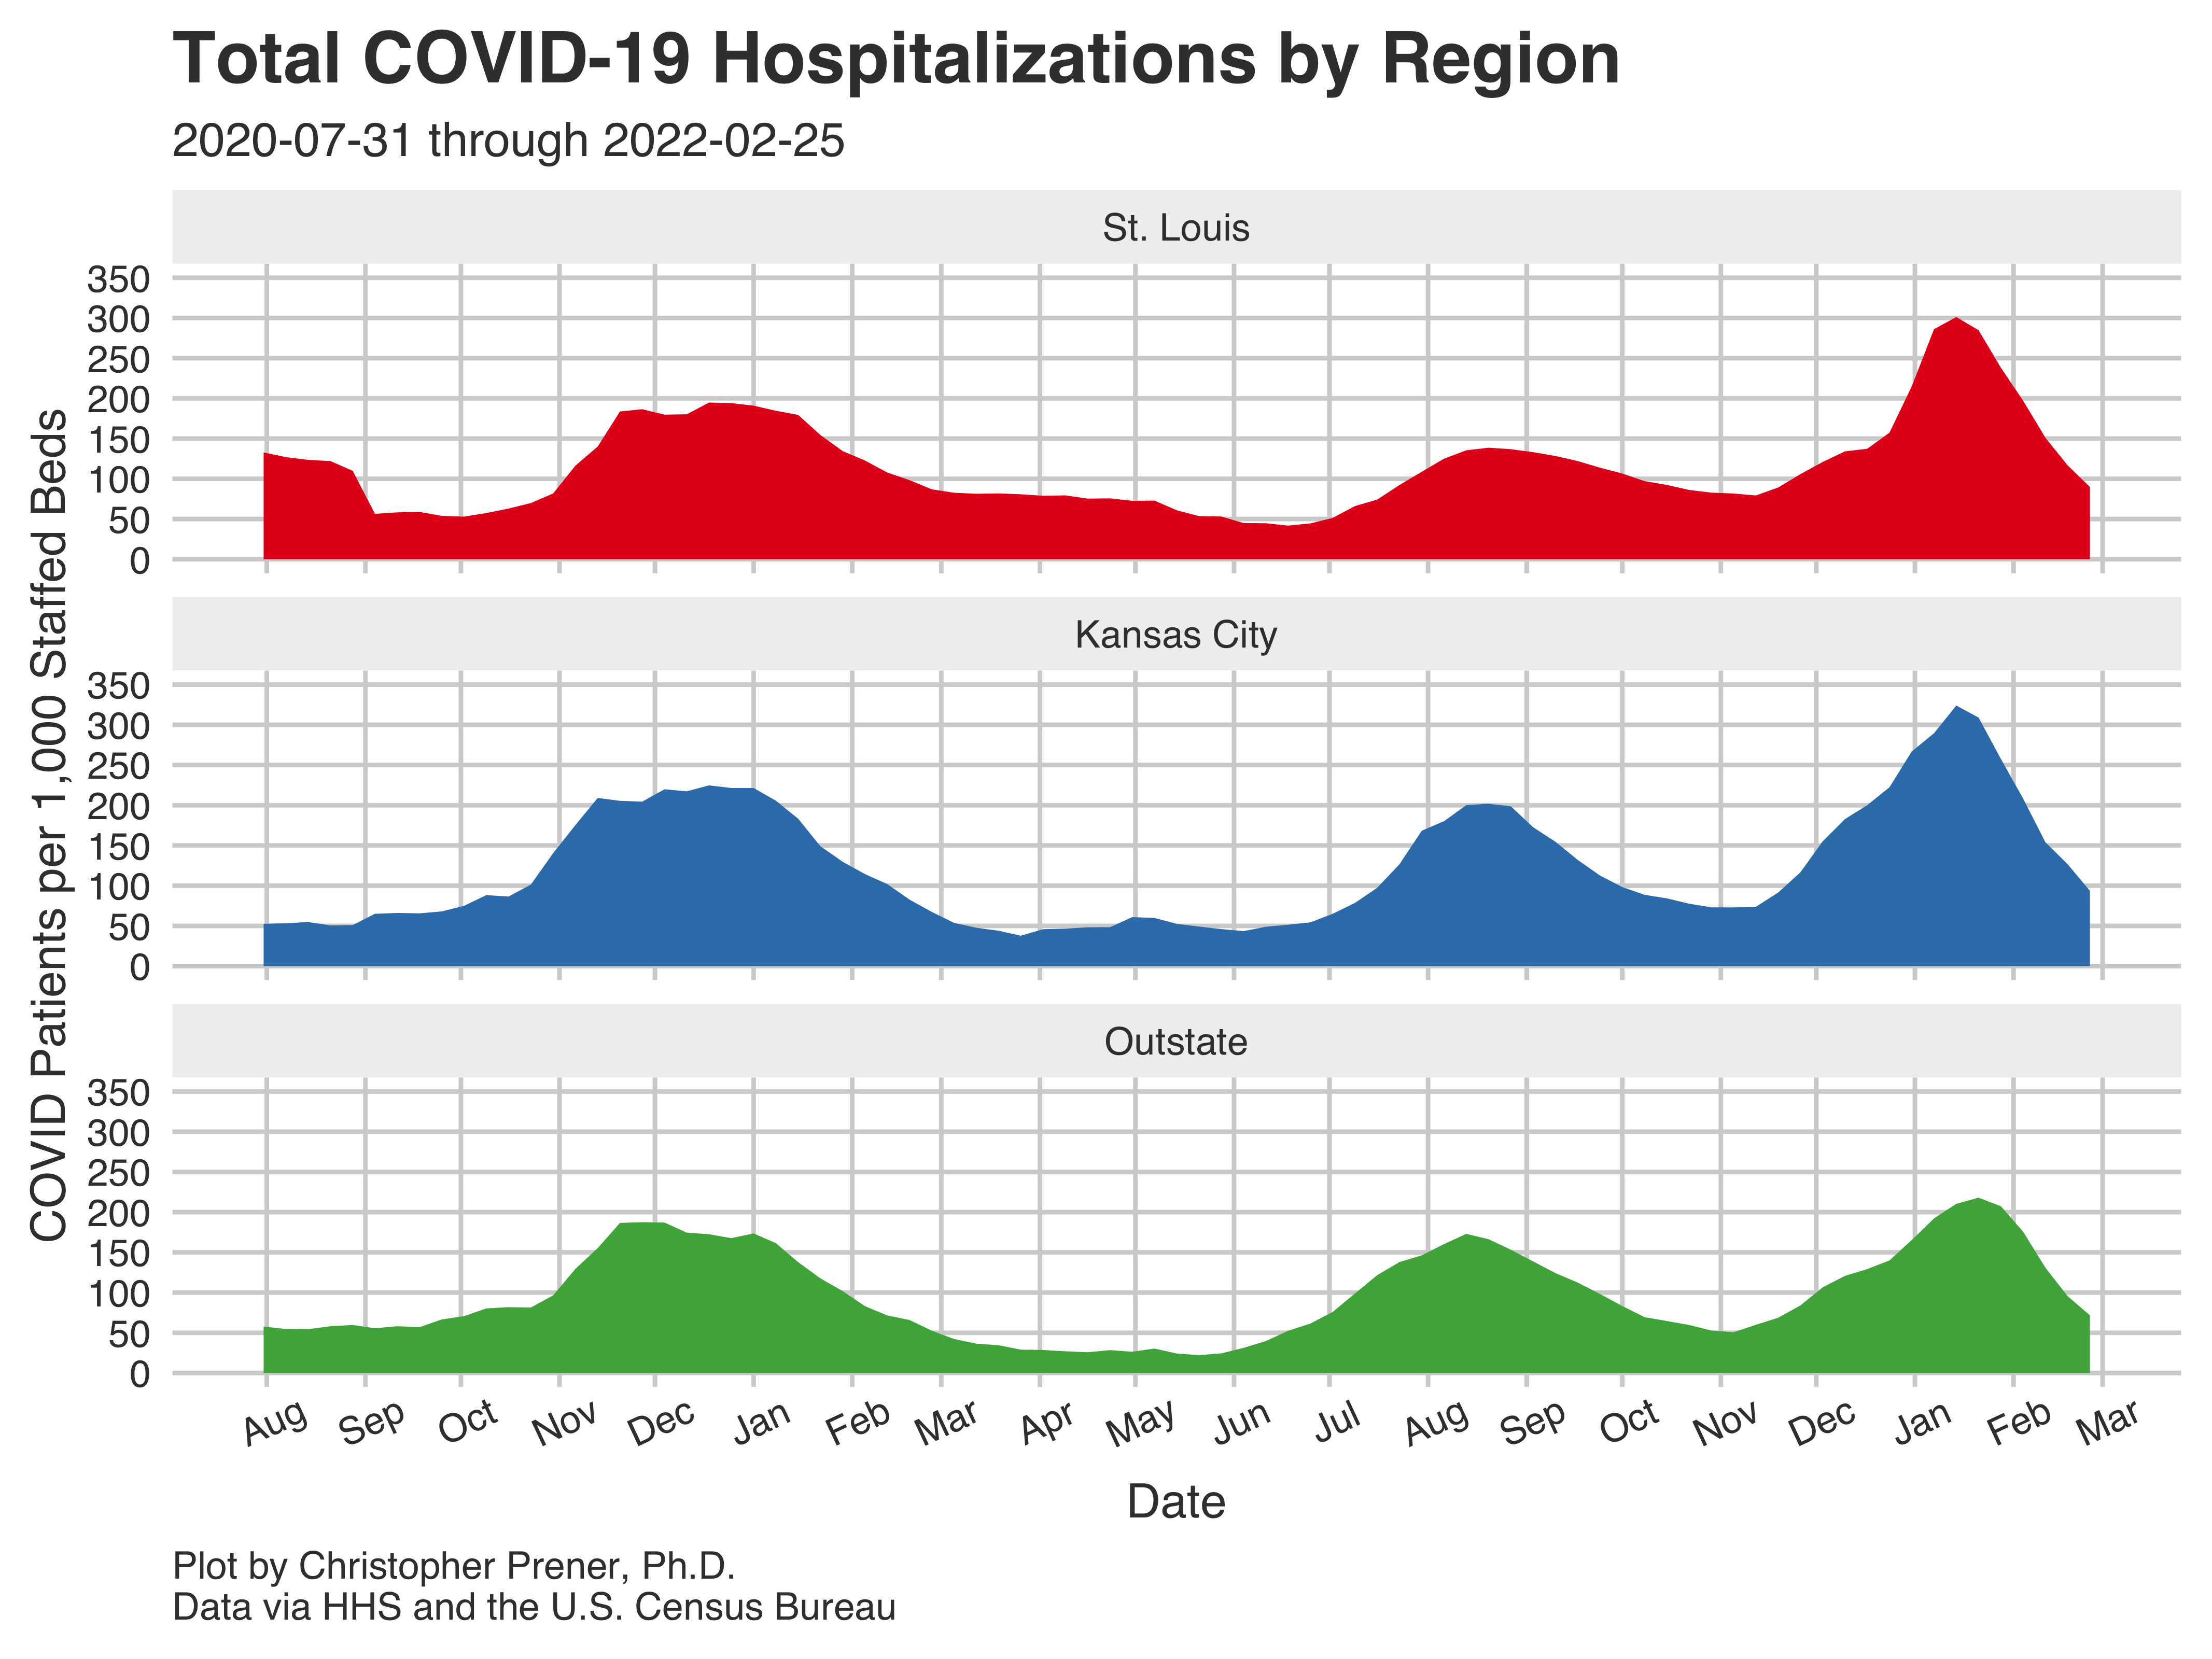 Total COVID-19 Hospitalizations by Region
2020-07-31 through 2022-02-25
COVID Patients per 1,000 Staffed Beds
St. Louis
350
300
250
200
150
100
50
0
Kansas City
350
300
250
200
150
100
50
0
Outstate
350
300
250
200
150
100
50
0
Aug Sep Oct Nov Dec Jan Feb Mar Apr May Jun Jul Aug Sep Oct Nov Dec Jan Feb Mar
Date
Plot by Christopher Prener, Ph.D.
Data via HHS and the U.S. Census Bureau